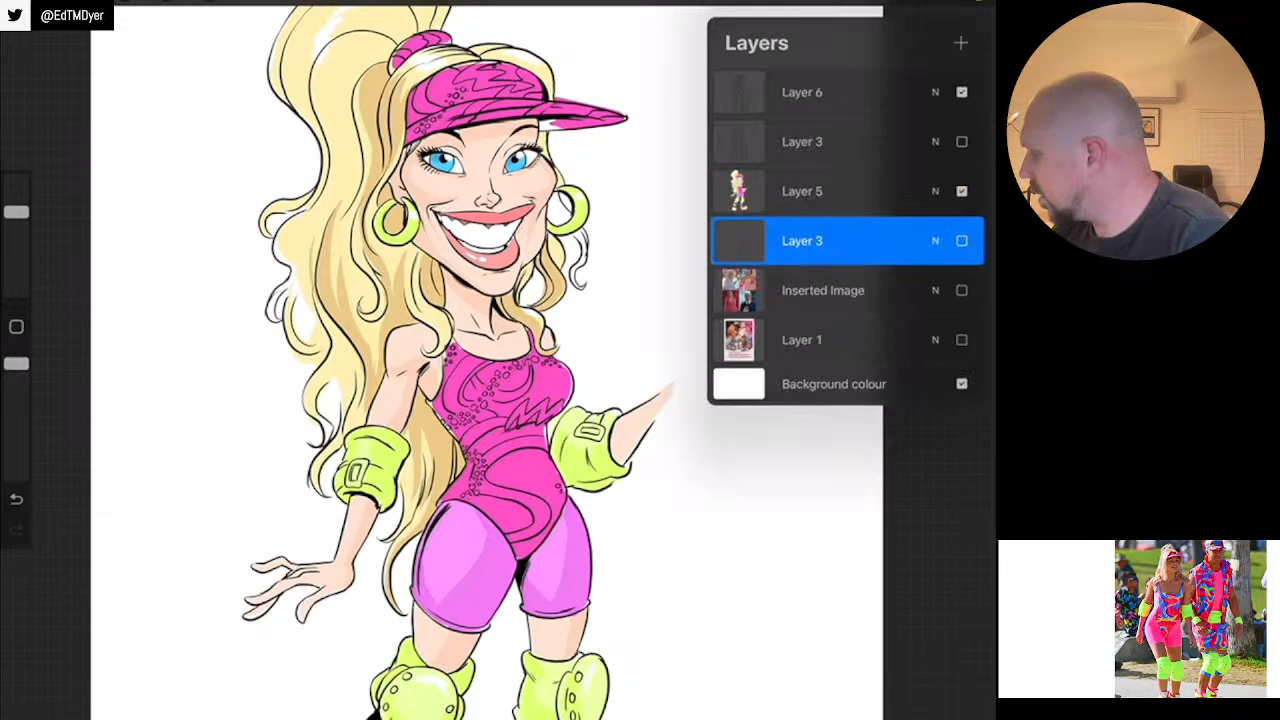 @EdTMDyer
Layers
Layer 6 N
Layer 3 N
Layer 5 N
Layer 3 N
Inserted Image N
Layer 1 N
Background colour